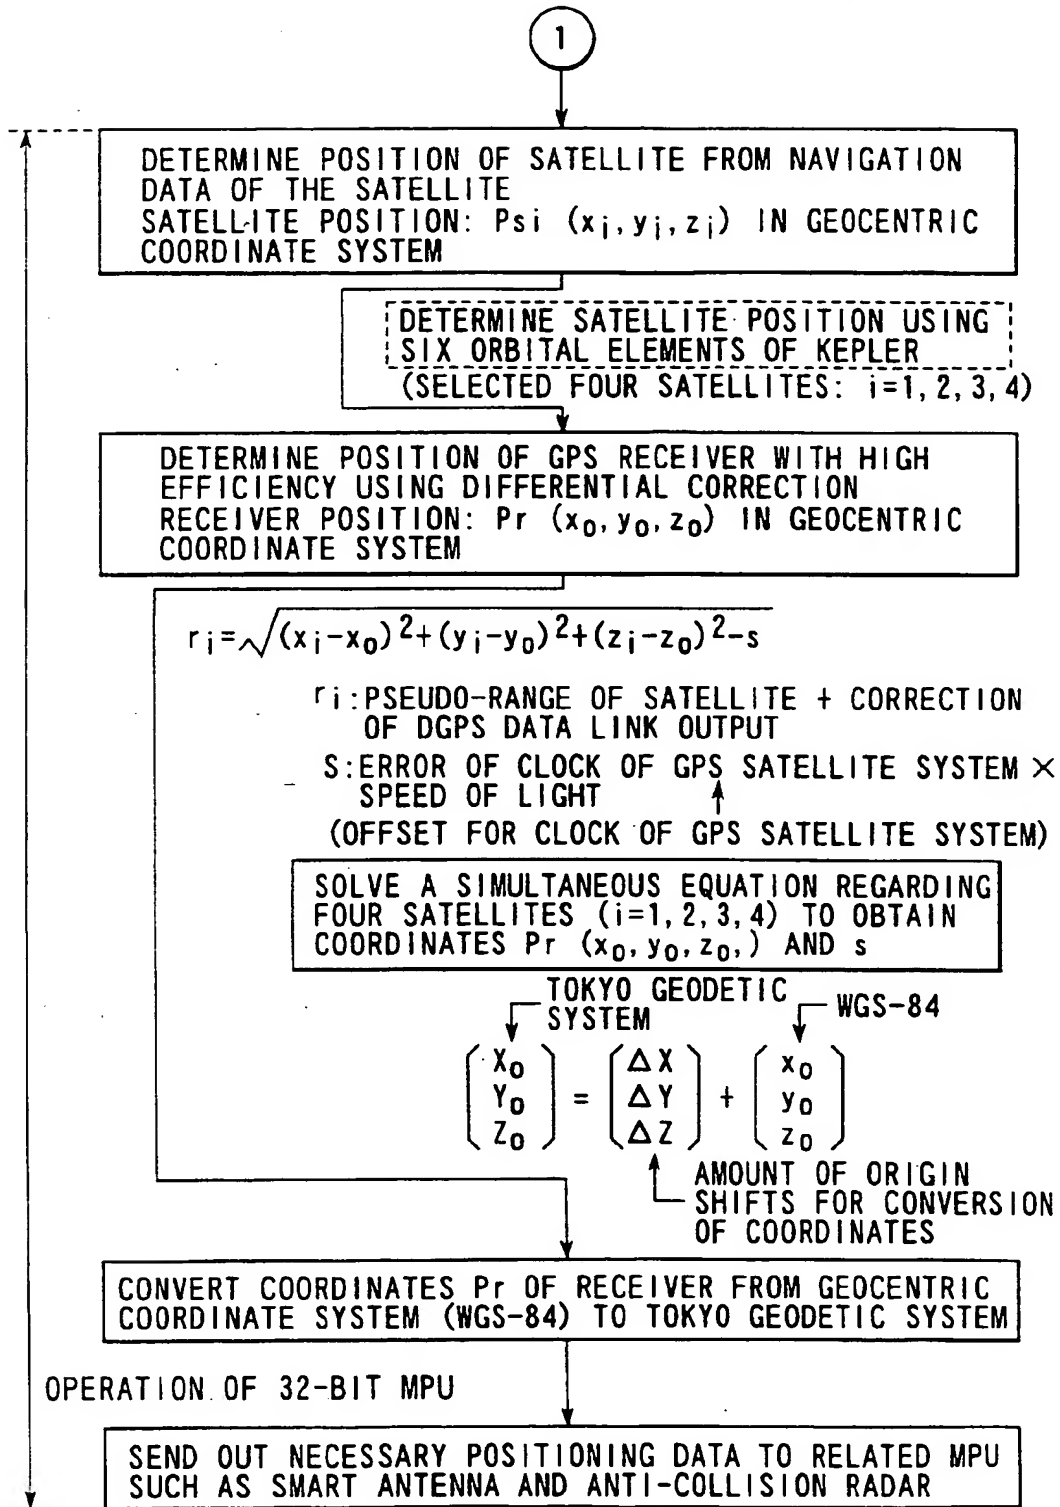 1
DETERMINE POSITION OF SATELLITE FROM NAVIGATION
DATA OF THE SATELLITE
SATELLITE POSITION: Psi (xi, yi, zi) IN GEOCENTRIC
COORDINATE SYSTEM
DETERMINE SATELLITE POSITION USING
SIX ORBITAL ELEMENTS OF KEPLER
(SELECTED FOUR SATELLITES: i=1, 2, 3, 4)
DETERMINE POSITION OF GPS RECEIVER WITH HIGH
EFFICIENCY USING DIFFERENTIAL CORRECTION
RECEIVER POSITION: Pr (x0, y0, z0) IN GEOCENTRIC
COORDINATE SYSTEM
ri=√(xi-x0)2+(yi-y0)2+(zi-z0)2-s
ri:PSEUDO-RANGE OF SATELLITE + CORRECTION
OF DGPS DATA LINK OUTPUT
S:ERROR OF CLOCK OF GPS SATELLITE SYSTEM ×
SPEED OF LIGHT
(OFFSET FOR CLOCK OF GPS SATELLITE SYSTEM)
SOLVE A SIMULTANEOUS EQUATION REGARDING
FOUR SATELLITES (i=1, 2, 3, 4) TO OBTAIN
COORDINATES Pr (x0, y0, z0,) AND s
TOKYO GEODETIC
SYSTEM
WGS-84
X0 ΔX x0
Y0 = ΔY + y0
Z0 ΔZ z0
AMOUNT OF ORIGIN
SHIFTS FOR CONVERSION
OF COORDINATES
CONVERT COORDINATES Pr OF RECEIVER FROM GEOCENTRIC
COORDINATE SYSTEM (WGS-84) TO TOKYO GEODETIC SYSTEM
OPERATION OF 32-BIT MPU
SEND OUT NECESSARY POSITIONING DATA TO RELATED MPU
SUCH AS SMART ANTENNA AND ANTI-COLLISION RADAR